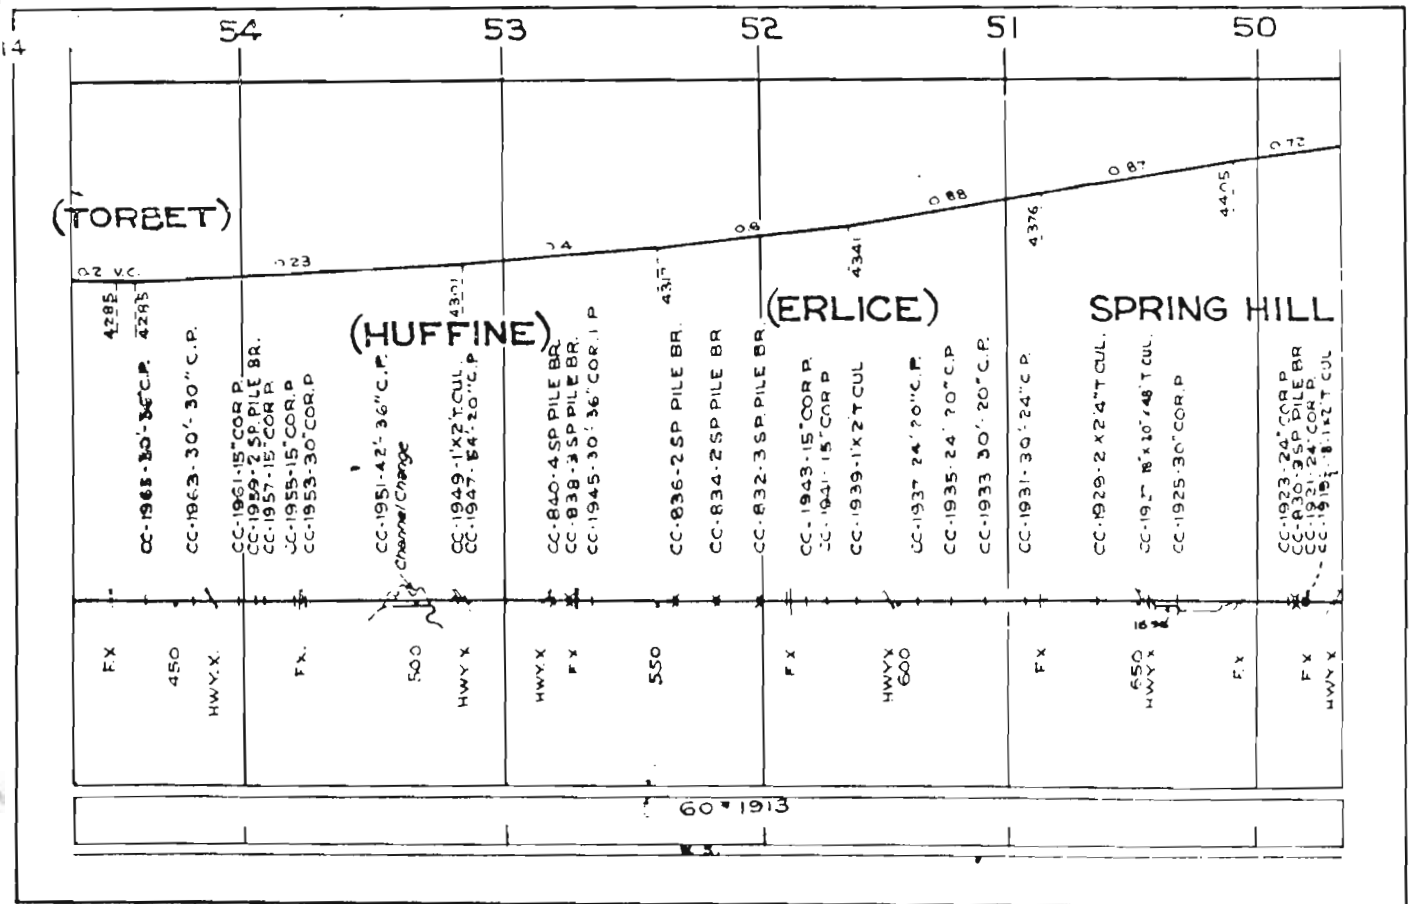 14
54
53
52
51
50
0.72
0.87
0.88
0.8
0.4
0.23
0.2 V.C.
(TORBET)
(HUFFINE)
(ERLICE)
SPRING HILL
4285
4285
4341
4376
4405
CC-1963-30'-30" C.P.
CC-1961-15" COR P.
CC-1959-2 SP. PILE BR.
CC-1957-15" COR P.
CC-1955-15" COR.P
CC-1953-30" COR.P
CC-1951-42'-36" C.P.
Channel Change
CC-1949-1'X2' T.CUL.
CC-1947-54'-20" C.P.
CC-840-4 SP PILE BR.
CC-838-3 SP PILE BR.
CC-1945-30'-36" COR. I P
CC-836-2 SP. PILE BR.
CC-834-2 SP. PILE BR
CC-832-3 SP. PILE BR.
CC-1943-15" COR P.
CC-1941-15" COR P
CC-1939-1'X2' T CUL
CC-1937 24' 20" C.P.
CC-1935-24' 20" C.P
CC-1933 30'-20" C.P.
CC-1931-30'-24" C.P.
CC-1929-2'X2'4" T CUL.
CC-1925-30" COR.P
CC-1923-24" COR P
CC-830-3 SP PILE BR
CC-1921-24" COR P.
F X
450
HWY. X.
F X.
500
HWY X
HWY. X
F X
550
F X
HWY X
600
F X
650
HWY X
F X
F X
HWY X
60 # 1913